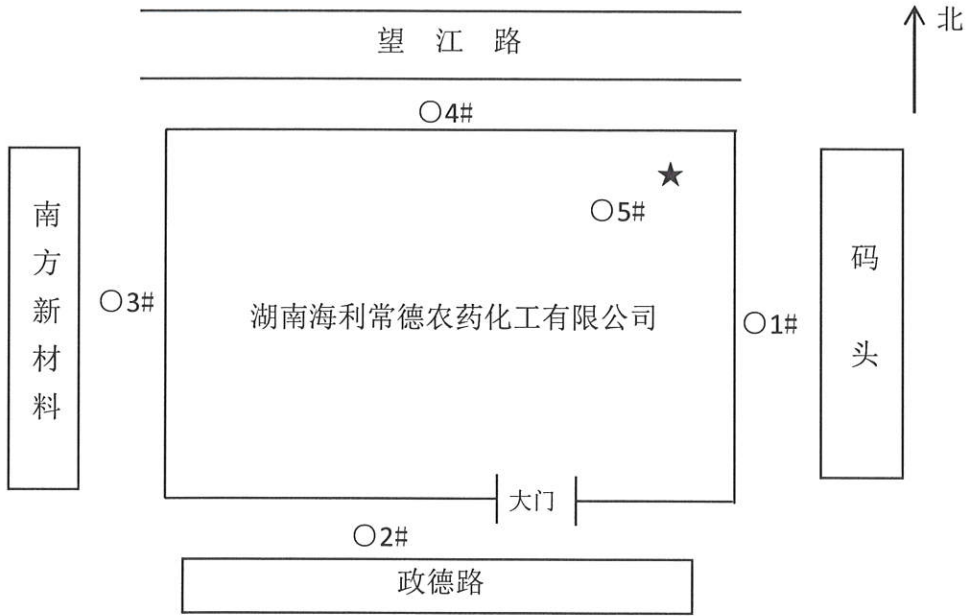 北
望江路
○4#
★
○5#
南方新材料
○3#
湖南海利常德农药化工有限公司
○1#
码头
大门
○2#
政德路